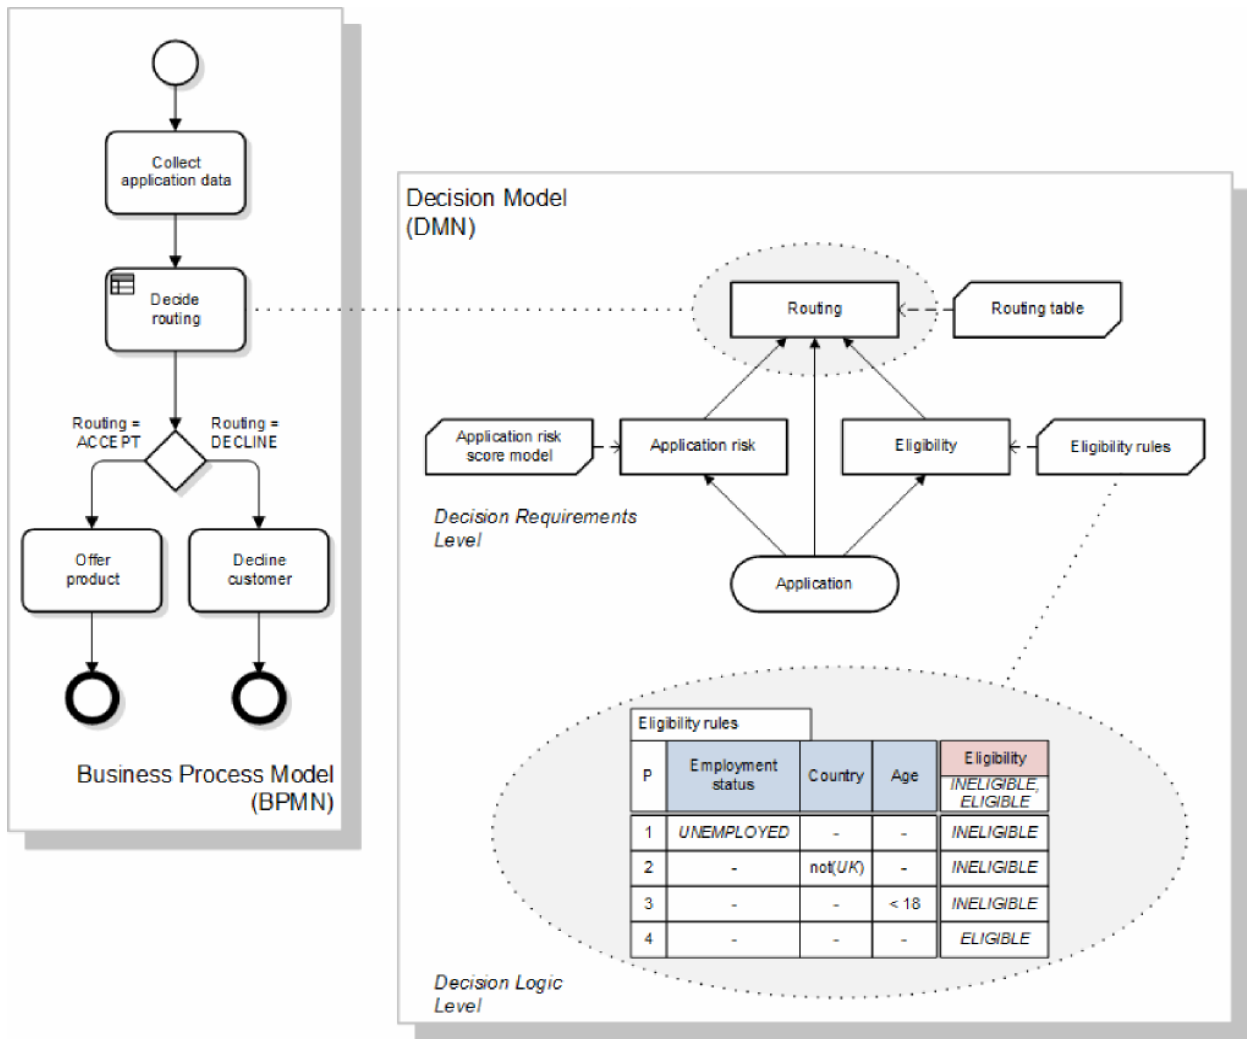 Collect
application data
Decide
routing
Routing =
ACCEPT
Routing =
DECLINE
Offer
product
Decline
customer
Business Process Model
(BPMN)
Decision Model
(DMN)
Routing
Routing table
Application risk
score model
Application risk
Eligibility
Eligibility rules
Decision Requirements
Level
Application
Eligibility rules
P
Employment
status
Country
Age
Eligibility
INELIGIBLE,
ELIGIBLE
1 UNEMPLOYED - - INELIGIBLE
2 - not(UK) - INELIGIBLE
3 - - < 18 INELIGIBLE
4 - - - ELIGIBLE
Decision Logic
Level